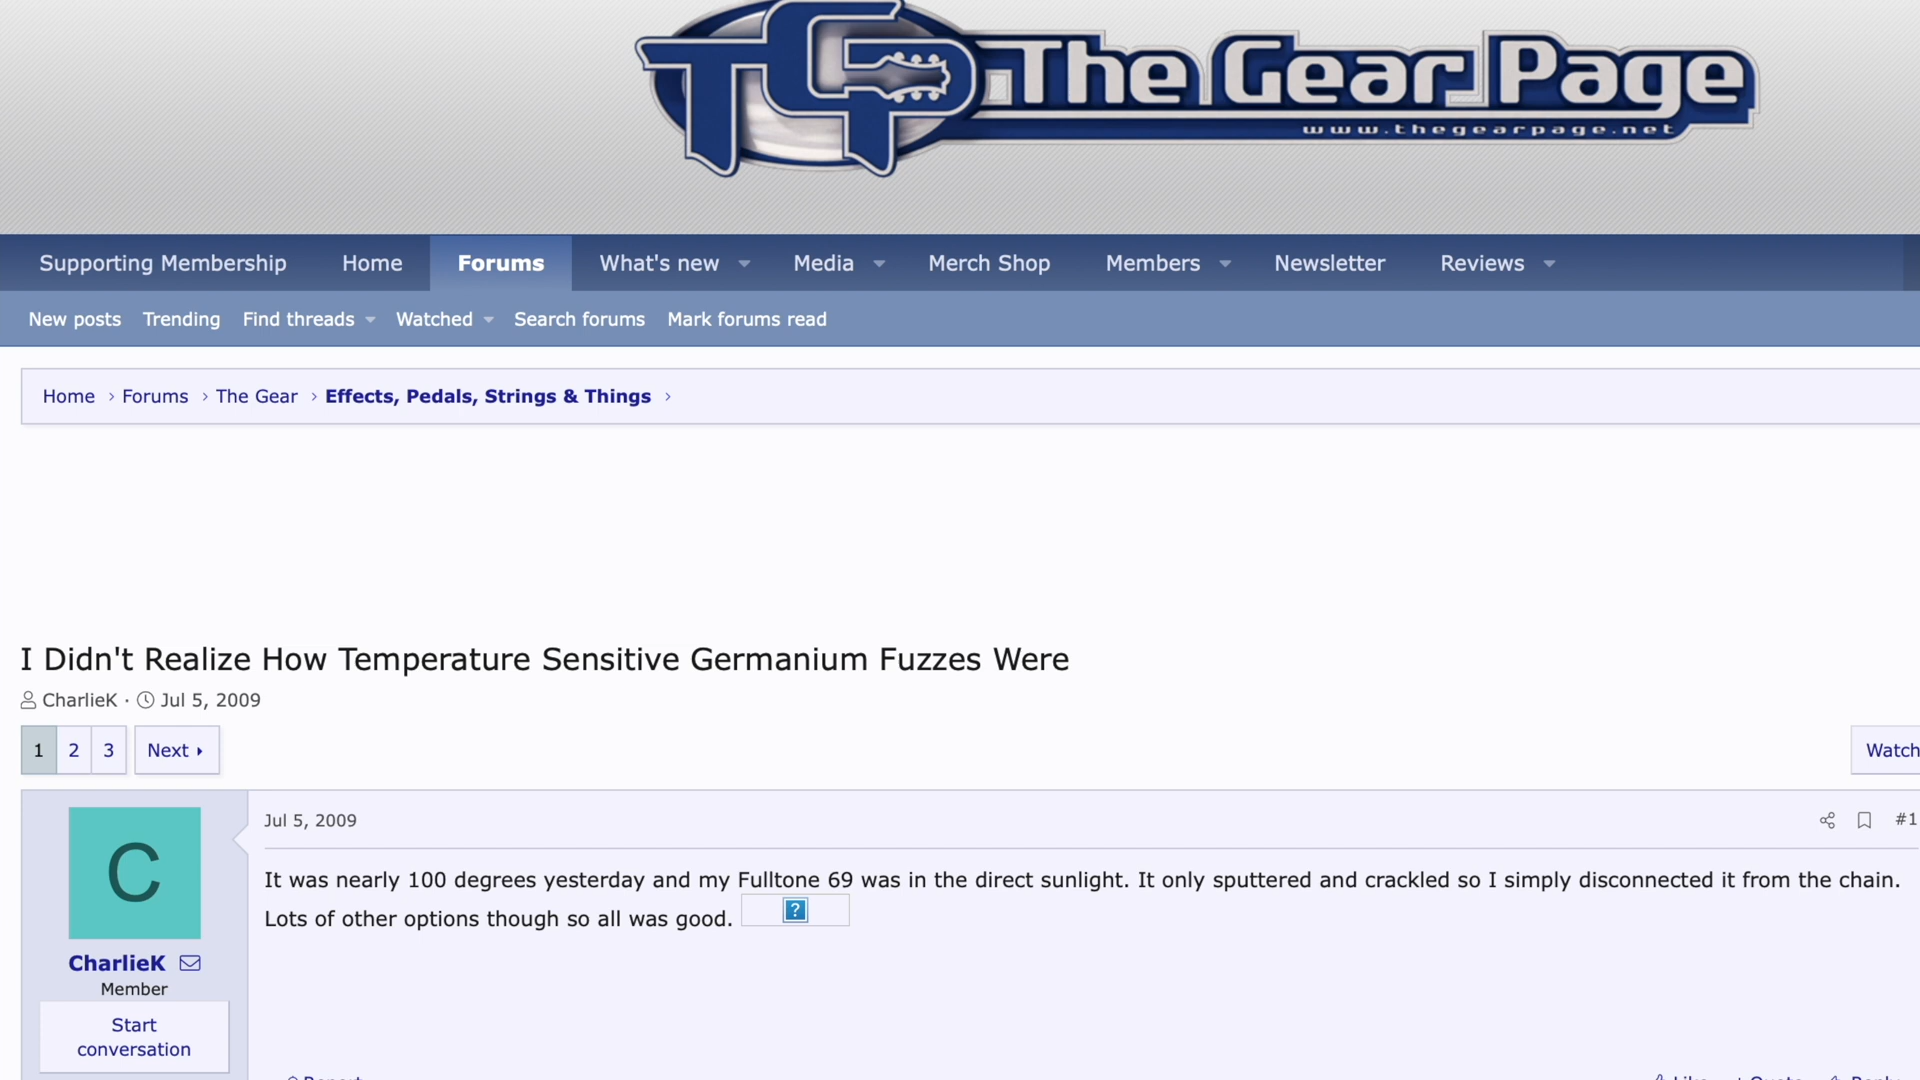 The Gear Page
www.thegearpage.net
Supporting Membership Home Forums What's new Media Merch Shop Members Newsletter Reviews
New posts Trending Find threads Watched Search forums Mark forums read
Home › Forums › The Gear › Effects, Pedals, Strings & Things ›
I Didn't Realize How Temperature Sensitive Germanium Fuzzes Were
CharlieK · Jul 5, 2009
1 2 3 Next
Watch
C
Jul 5, 2009 #1
It was nearly 100 degrees yesterday and my Fulltone 69 was in the direct sunlight. It only sputtered and crackled so I simply disconnected it from the chain.
Lots of other options though so all was good. ?
CharlieK
Member
Start
conversation